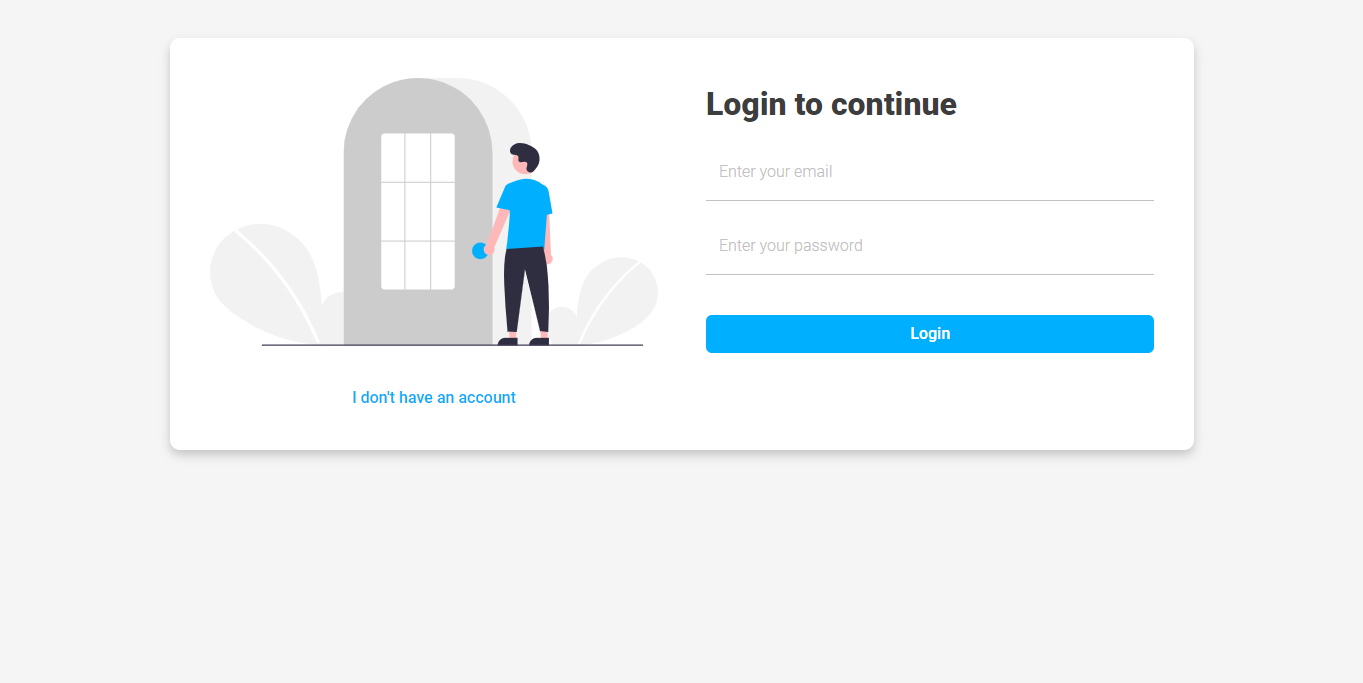 Login to continue
Enter your email
Enter your password
Login
I don't have an account